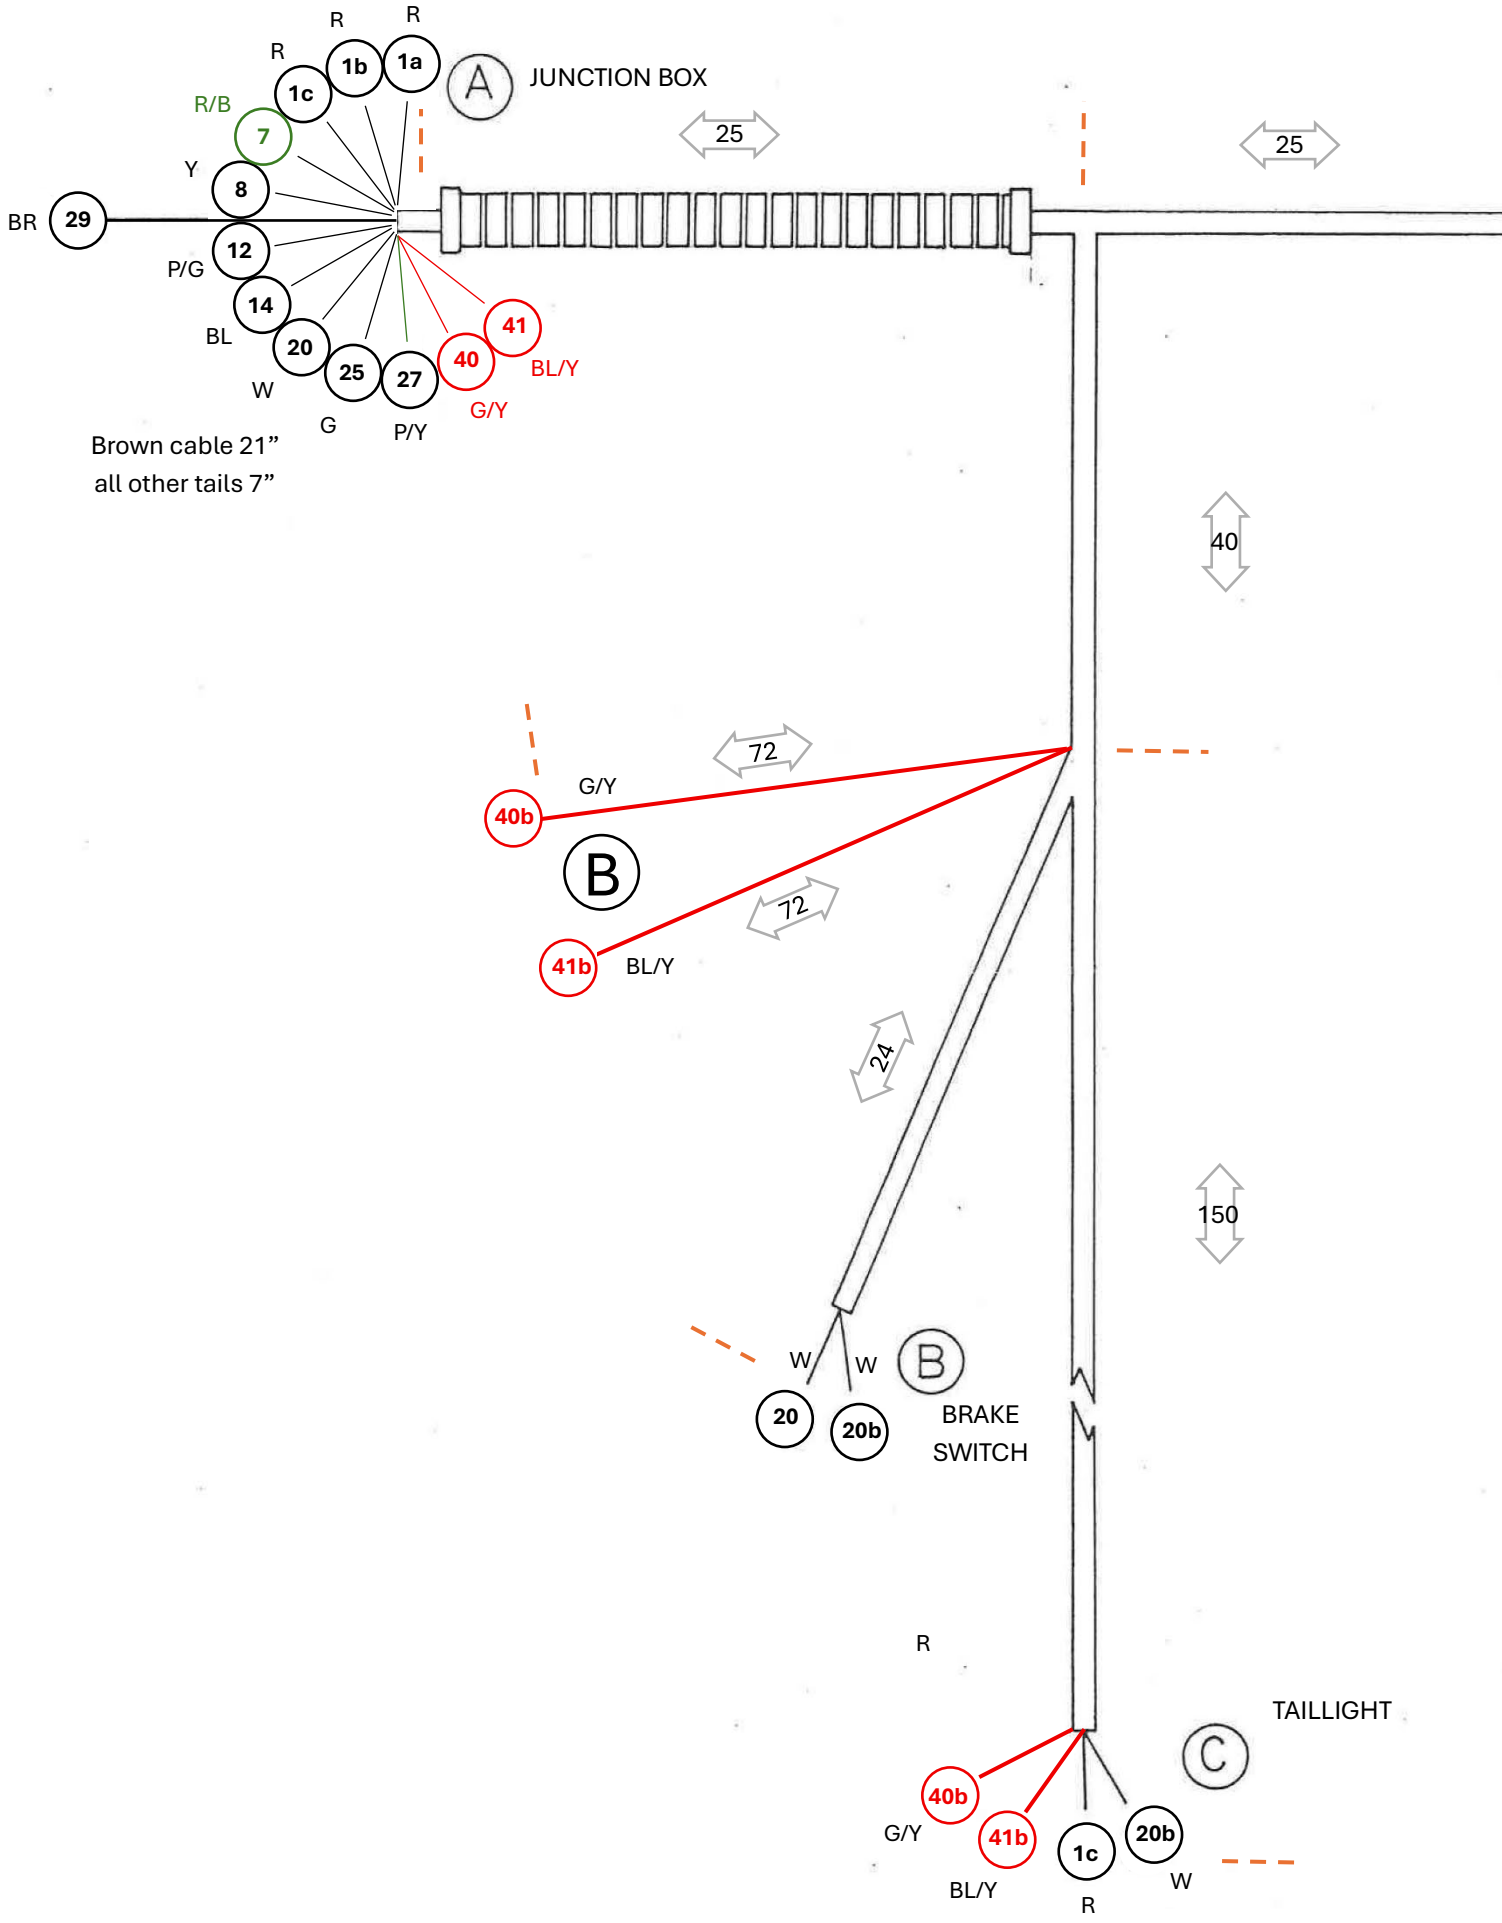 R
R
R
1a
1b
1c
A
JUNCTION BOX
R/B
7
25
25
Y
8
BR
29
12
P/G
14
BL
20
W
25
G
27
P/Y
40
G/Y
41
BL/Y
Brown cable 21”
all other tails 7”
40
72
G/Y
40b
B
72
41b
BL/Y
24
150
W
W
B
20
20b
BRAKE
SWITCH
R
TAILLIGHT
C
40b
G/Y
41b
BL/Y
1c
R
20b
W